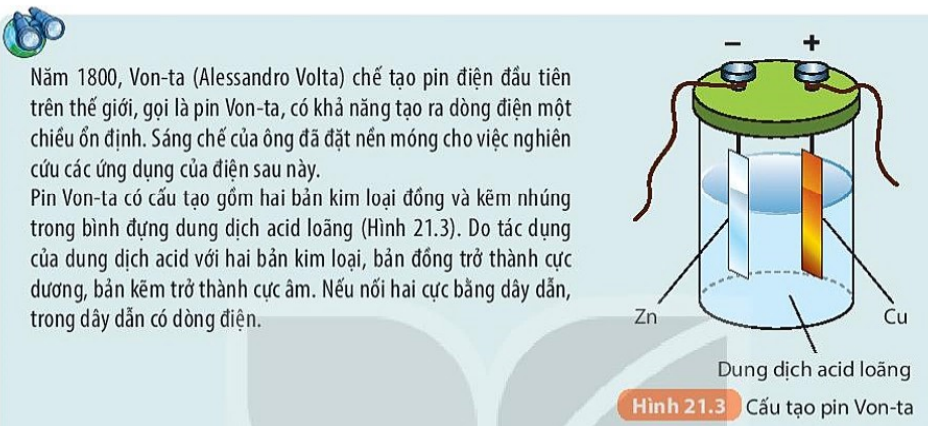 Năm 1800, Von-ta (Alessandro Volta) chế tạo pin điện đầu tiên
trên thế giới, gọi là pin Von-ta, có khả năng tạo ra dòng điện một
chiều ổn định. Sáng chế của ông đã đặt nền móng cho việc nghiên
cứu các ứng dụng của điện sau này.
Pin Von-ta có cấu tạo gồm hai bản kim loại đồng và kẽm nhúng
trong bình đựng dung dịch acid loãng (Hình 21.3). Do tác dụng
của dung dịch acid với hai bản kim loại, bản đồng trở thành cực
dương, bản kẽm trở thành cực âm. Nếu nối hai cực bằng dây dẫn,
trong dây dẫn có dòng điện.
− +
Zn Cu
Dung dịch acid loãng
Hình 21.3 Cấu tạo pin Von-ta